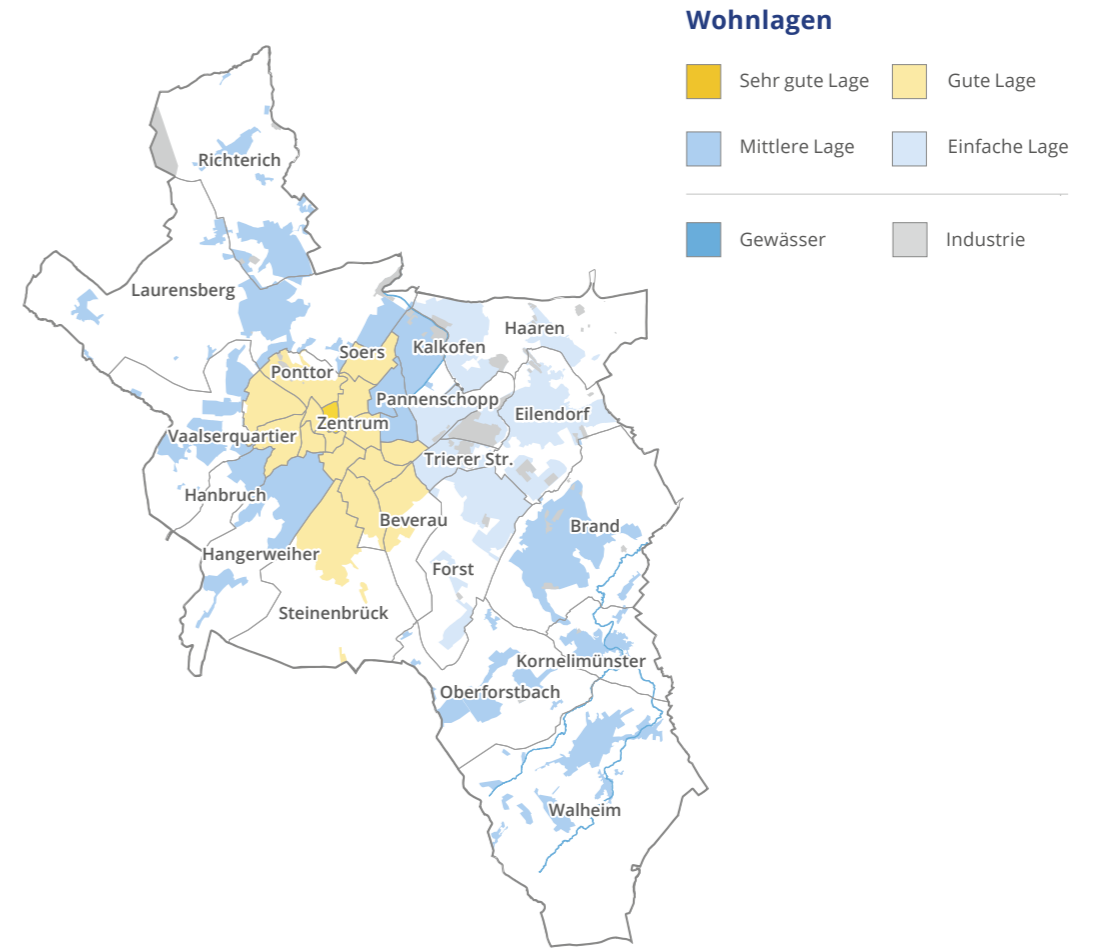 Wohnlagen
Sehr gute Lage
Gute Lage
Mittlere Lage
Einfache Lage
Gewässer
Industrie
Richterich
Laurensberg
Haaren
Soers
Kalkofen
Ponttor
Pannenschopp
Eilendorf
Zentrum
Vaalserquartier
Trierer Str.
Hanbruch
Beverau
Brand
Hangerweiher
Forst
Steinenbrück
Kornelimünster
Oberforstbach
Walheim